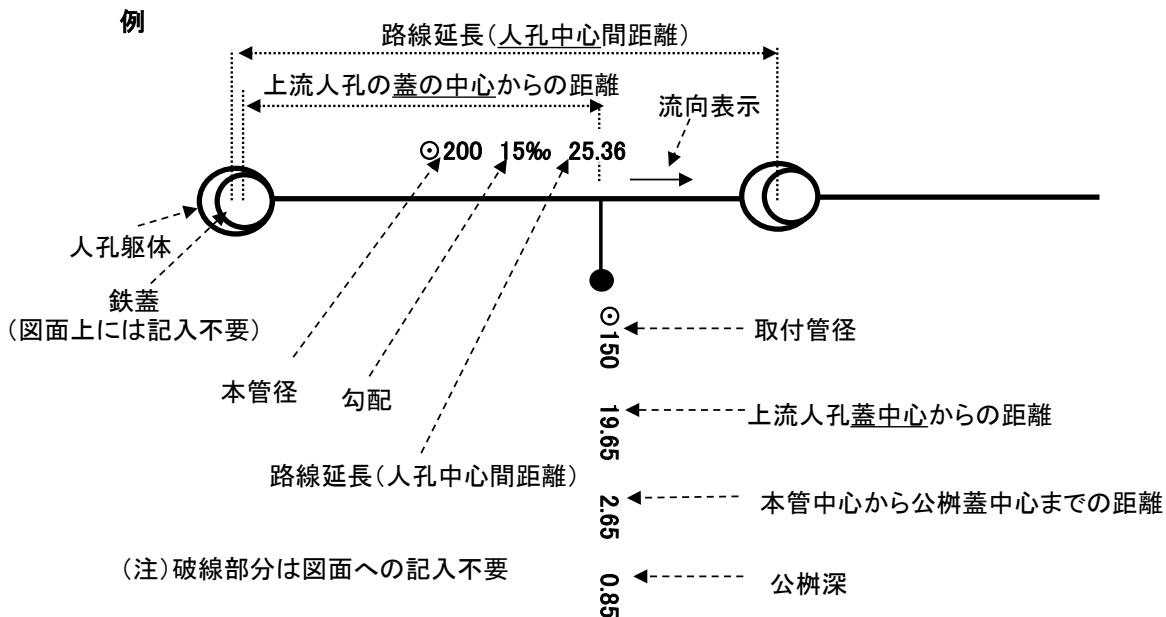 例
路線延長(人孔中心間距離)
上流人孔の蓋の中心からの距離
流向表示
⊙200 15‰ 25.36
人孔躯体
鉄蓋
(図面上には記入不要)
⊙150
取付管径
本管径
勾配
19.65
上流人孔蓋中心からの距離
路線延長(人孔中心間距離)
2.65
本管中心から公桝蓋中心までの距離
(注)破線部分は図面への記入不要
0.85
公桝深